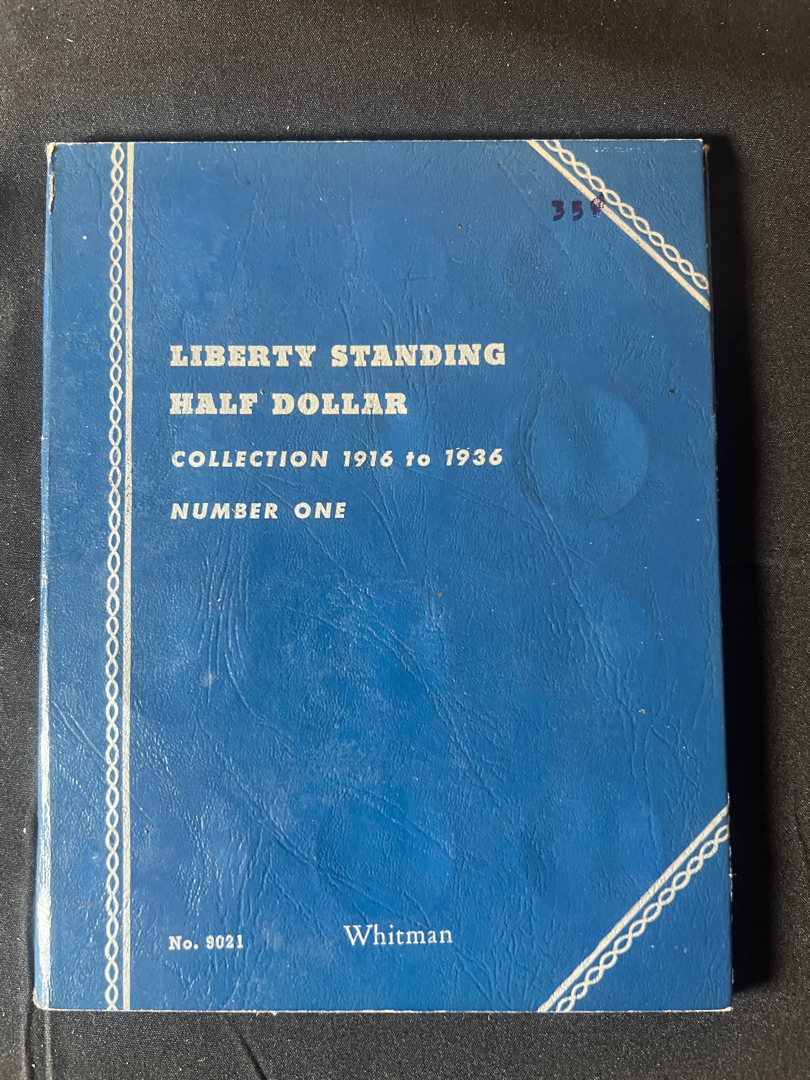 35¢
LIBERTY STANDING
HALF DOLLAR
COLLECTION 1916 to 1936
NUMBER ONE
No. 9021
Whitman